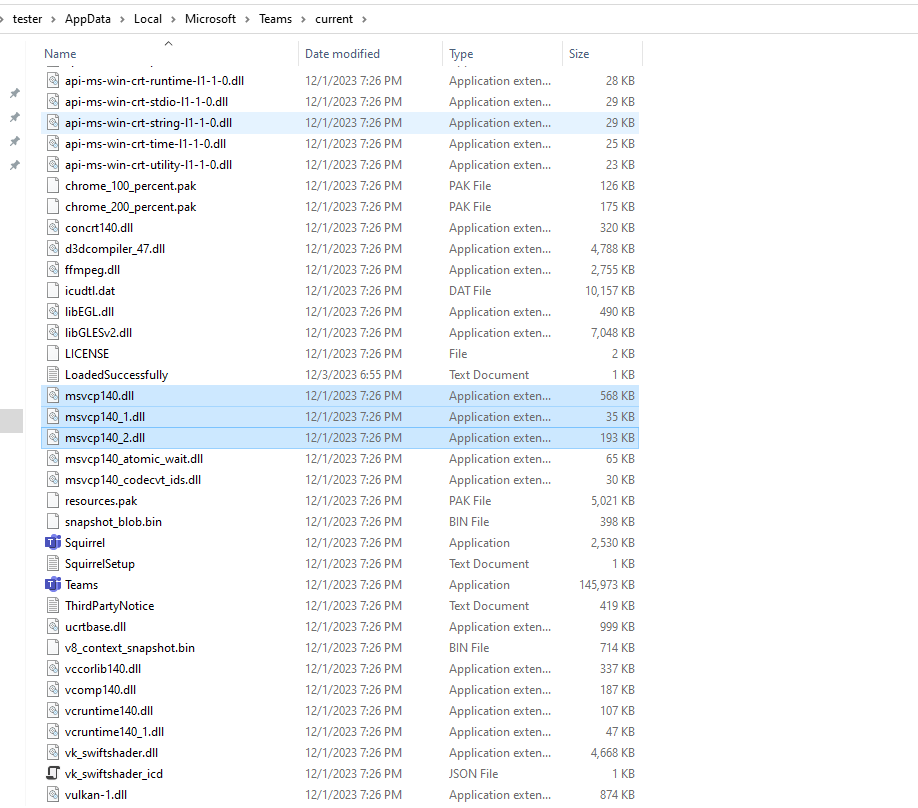 tester > AppData > Local > Microsoft > Teams > current >
Name Date modified Type Size
api-ms-win-crt-runtime-l1-1-0.dll 12/1/2023 7:26 PM Application exten... 28 KB
api-ms-win-crt-stdio-l1-1-0.dll 12/1/2023 7:26 PM Application exten... 29 KB
api-ms-win-crt-string-l1-1-0.dll 12/1/2023 7:26 PM Application exten... 29 KB
api-ms-win-crt-time-l1-1-0.dll 12/1/2023 7:26 PM Application exten... 25 KB
api-ms-win-crt-utility-l1-1-0.dll 12/1/2023 7:26 PM Application exten... 23 KB
chrome_100_percent.pak 12/1/2023 7:26 PM PAK File 126 KB
chrome_200_percent.pak 12/1/2023 7:26 PM PAK File 175 KB
concrt140.dll 12/1/2023 7:26 PM Application exten... 320 KB
d3dcompiler_47.dll 12/1/2023 7:26 PM Application exten... 4,788 KB
ffmpeg.dll 12/1/2023 7:26 PM Application exten... 2,755 KB
icudtl.dat 12/1/2023 7:26 PM DAT File 10,157 KB
libEGL.dll 12/1/2023 7:26 PM Application exten... 490 KB
libGLESv2.dll 12/1/2023 7:26 PM Application exten... 7,048 KB
LICENSE 12/1/2023 7:26 PM File 2 KB
LoadedSuccessfully 12/3/2023 6:55 PM Text Document 1 KB
msvcp140.dll 12/1/2023 7:26 PM Application exten... 568 KB
msvcp140_1.dll 12/1/2023 7:26 PM Application exten... 35 KB
msvcp140_2.dll 12/1/2023 7:26 PM Application exten... 193 KB
msvcp140_atomic_wait.dll 12/1/2023 7:26 PM Application exten... 65 KB
msvcp140_codecvt_ids.dll 12/1/2023 7:26 PM Application exten... 30 KB
resources.pak 12/1/2023 7:26 PM PAK File 5,021 KB
snapshot_blob.bin 12/1/2023 7:26 PM BIN File 398 KB
Squirrel 12/1/2023 7:26 PM Application 2,530 KB
SquirrelSetup 12/1/2023 7:26 PM Text Document 1 KB
Teams 12/1/2023 7:26 PM Application 145,973 KB
ThirdPartyNotice 12/1/2023 7:26 PM Text Document 419 KB
ucrtbase.dll 12/1/2023 7:26 PM Application exten... 999 KB
v8_context_snapshot.bin 12/1/2023 7:26 PM BIN File 714 KB
vccorlib140.dll 12/1/2023 7:26 PM Application exten... 337 KB
vcomp140.dll 12/1/2023 7:26 PM Application exten... 187 KB
vcruntime140.dll 12/1/2023 7:26 PM Application exten... 107 KB
vcruntime140_1.dll 12/1/2023 7:26 PM Application exten... 47 KB
vk_swiftshader.dll 12/1/2023 7:26 PM Application exten... 4,668 KB
vk_swiftshader_icd 12/1/2023 7:26 PM JSON File 1 KB
vulkan-1.dll 12/1/2023 7:26 PM Application exten... 874 KB